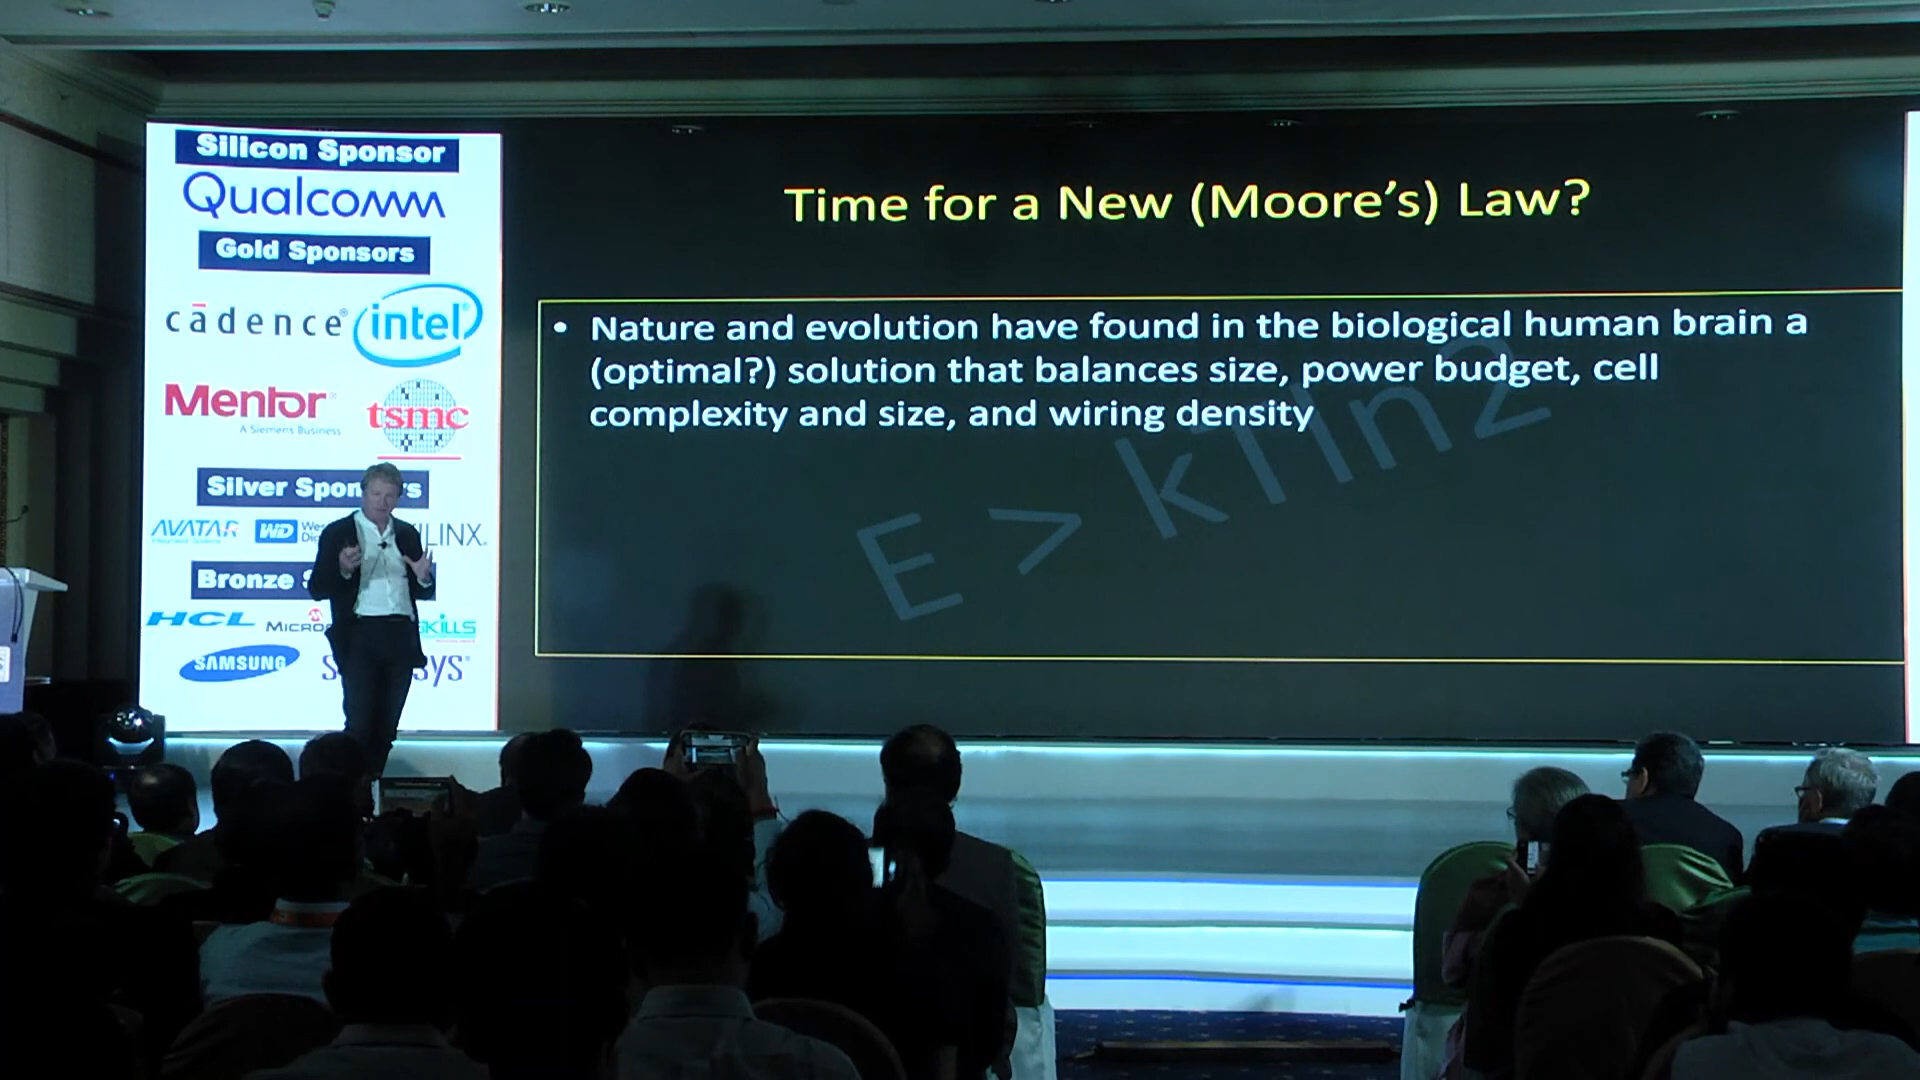 Silicon Sponsor
Qualcomm
Gold Sponsors
cādence®
intel®
Mentor®
A Siemens Business
tsmc
Silver
AVATAR
WD
Bronze
HCL
SAMSUNG
Time for a New (Moore's) Law?
• Nature and evolution have found in the biological human brain a
(optimal?) solution that balances size, power budget, cell
complexity and size, and wiring density
E > kTln2